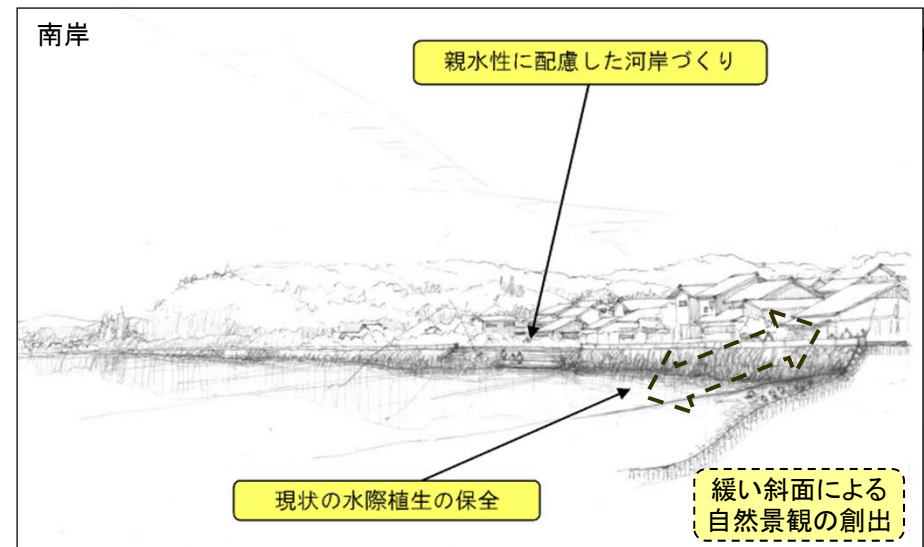 南岸
親水性に配慮した河岸づくり
現状の水際植生の保全
緩い斜面による
自然景観の創出